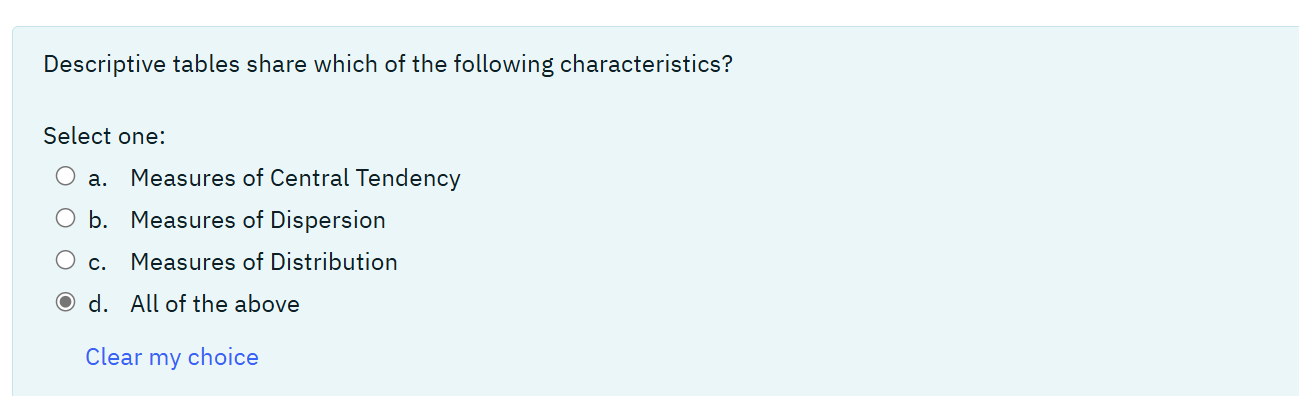 Descriptive tables share which of the following characteristics?
Select one:
a. Measures of Central Tendency
b. Measures of Dispersion
c. Measures of Distribution
d. All of the above
Clear my choice